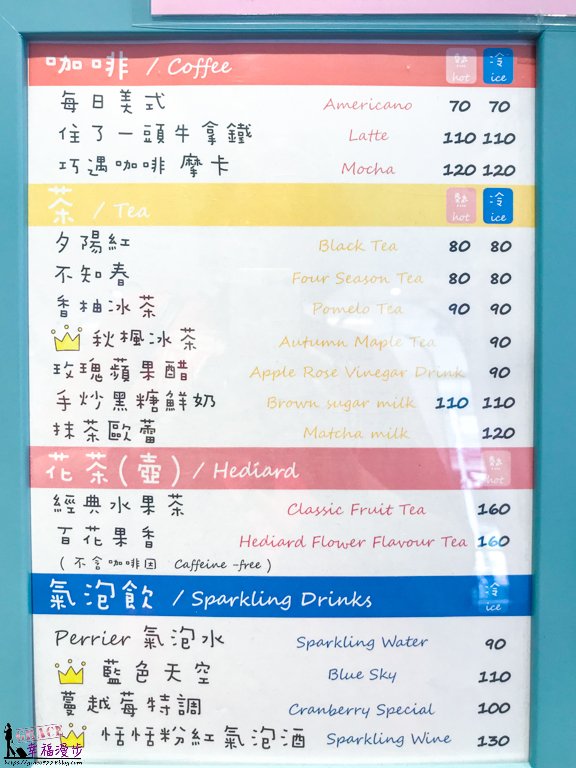 咖啡 / Coffee 熱 hot 冷 ice
每日美式 Americano 70 70
住了一頭牛拿鐵 Latte 110 110
巧遇咖啡摩卡 Mocha 120 120
茶 / Tea 熱 hot 冷 ice
夕陽紅 Black Tea 80 80
不知春 Four Season Tea 80 80
香柚冰茶 Pomelo Tea 90 90
秋楓冰茶 Autumn Maple Tea 90
玫瑰蘋果醋 Apple Rose Vinegar Drink 90
手炒黑糖鮮奶 Brown sugar milk 110 110
抹茶歐蕾 Matcha milk 120
花茶(壺) / Hediard 熱 hot
經典水果茶 Classic Fruit Tea 160
百花果香 Hediard Flower Flavour Tea 160
(不含咖啡因 Caffeine-free)
氣泡飲 / Sparkling Drinks 冷 ice
Perrier 氣泡水 Sparkling Water 90
藍色天空 Blue Sky 110
蔓越莓特調 Cranberry Special 100
恬恬粉紅氣泡酒 Sparkling Wine 130
GRACE
幸福漫步